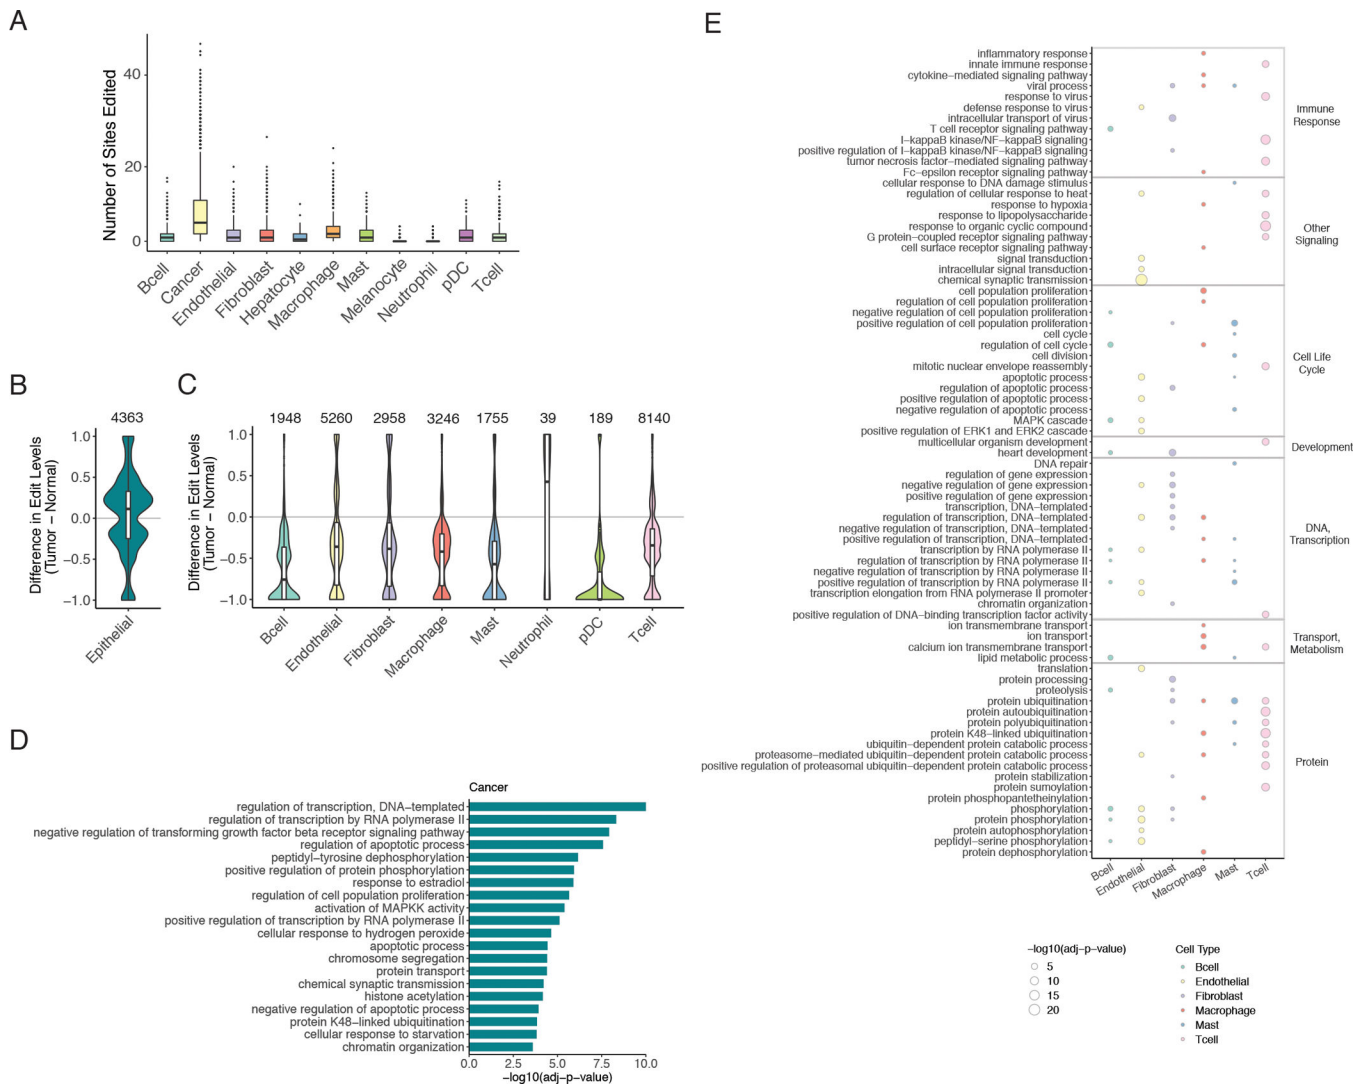 A
Number of Sites Edited
40
20
0
Bcell
Cancer
Endothelial
Fibroblast
Hepatocyte
Macrophage
Mast
Melanocyte
Neutrophil
pDC
Tcell
B
Difference in Edit Levels
(Tumor − Normal)
4363
1.0
0.5
0.0
−0.5
−1.0
Epithelial
C
Difference in Edit Levels
(Tumor − Normal)
1948 5260 2958 3246 1755 39 189 8140
1.0
0.0
−0.5
−1.0
Bcell
Endothelial
Fibroblast
Macrophage
Mast
Neutrophil
pDC
Tcell
D
Cancer
regulation of transcription, DNA−templated
regulation of transcription by RNA polymerase II
negative regulation of transforming growth factor beta receptor signaling pathway
regulation of apoptotic process
peptidyl−tyrosine dephosphorylation
positive regulation of protein phosphorylation
response to estradiol
regulation of cell population proliferation
activation of MAPKK activity
positive regulation of transcription by RNA polymerase II
cellular response to hydrogen peroxide
apoptotic process
chromosome segregation
protein transport
chemical synaptic transmission
histone acetylation
negative regulation of apoptotic process
protein K48−linked ubiquitination
cellular response to starvation
chromatin organization
0.0 2.5 5.0 7.5 10.0
−log10(adj−p−value)
E
inflammatory response
innate immune response
cytokine−mediated signaling pathway
viral process
response to virus
defense response to virus
intracellular transport of virus
T cell receptor signaling pathway
I−kappaB kinase/NF−kappaB signaling
positive regulation of I−kappaB kinase/NF−kappaB signaling
tumor necrosis factor−mediated signaling pathway
Fc−epsilon receptor signaling pathway
Immune
Response
cellular response to DNA damage stimulus
regulation of cellular response to heat
response to hypoxia
response to lipopolysaccharide
response to organic cyclic compound
G protein−coupled receptor signaling pathway
cell surface receptor signaling pathway
signal transduction
intracellular signal transduction
chemical synaptic transmission
Other
Signaling
cell population proliferation
regulation of cell population proliferation
negative regulation of cell population proliferation
positive regulation of cell population proliferation
cell cycle
regulation of cell cycle
cell division
mitotic nuclear envelope reassembly
apoptotic process
regulation of apoptotic process
positive regulation of apoptotic process
negative regulation of apoptotic process
MAPK cascade
positive regulation of ERK1 and ERK2 cascade
Cell Life
Cycle
multicellular organism development
heart development
Development
DNA repair
regulation of gene expression
negative regulation of gene expression
positive regulation of gene expression
transcription, DNA−templated
regulation of transcription, DNA−templated
negative regulation of transcription, DNA−templated
positive regulation of transcription, DNA−templated
transcription by RNA polymerase II
regulation of transcription by RNA polymerase II
negative regulation of transcription by RNA polymerase II
positive regulation of transcription by RNA polymerase II
transcription elongation from RNA polymerase II promoter
chromatin organization
positive regulation of DNA−binding transcription factor activity
DNA,
Transcription
ion transmembrane transport
ion transport
calcium ion transmembrane transport
lipid metabolic process
Transport,
Metabolism
translation
protein processing
proteolysis
protein ubiquitination
protein autoubiquitination
protein polyubiquitination
protein K48−linked ubiquitination
ubiquitin−dependent protein catabolic process
proteasome−mediated ubiquitin−dependent protein catabolic process
positive regulation of proteasomal ubiquitin−dependent protein catabolic process
protein stabilization
protein sumoylation
protein phosphopantetheinylation
phosphorylation
protein phosphorylation
protein autophosphorylation
peptidyl−serine phosphorylation
protein dephosphorylation
Protein
Bcell
Endothelial
Fibroblast
Macrophage
Mast
Tcell
−log10(adj−p−value)
5
10
15
20
Cell Type
Bcell
Endothelial
Fibroblast
Macrophage
Mast
Tcell